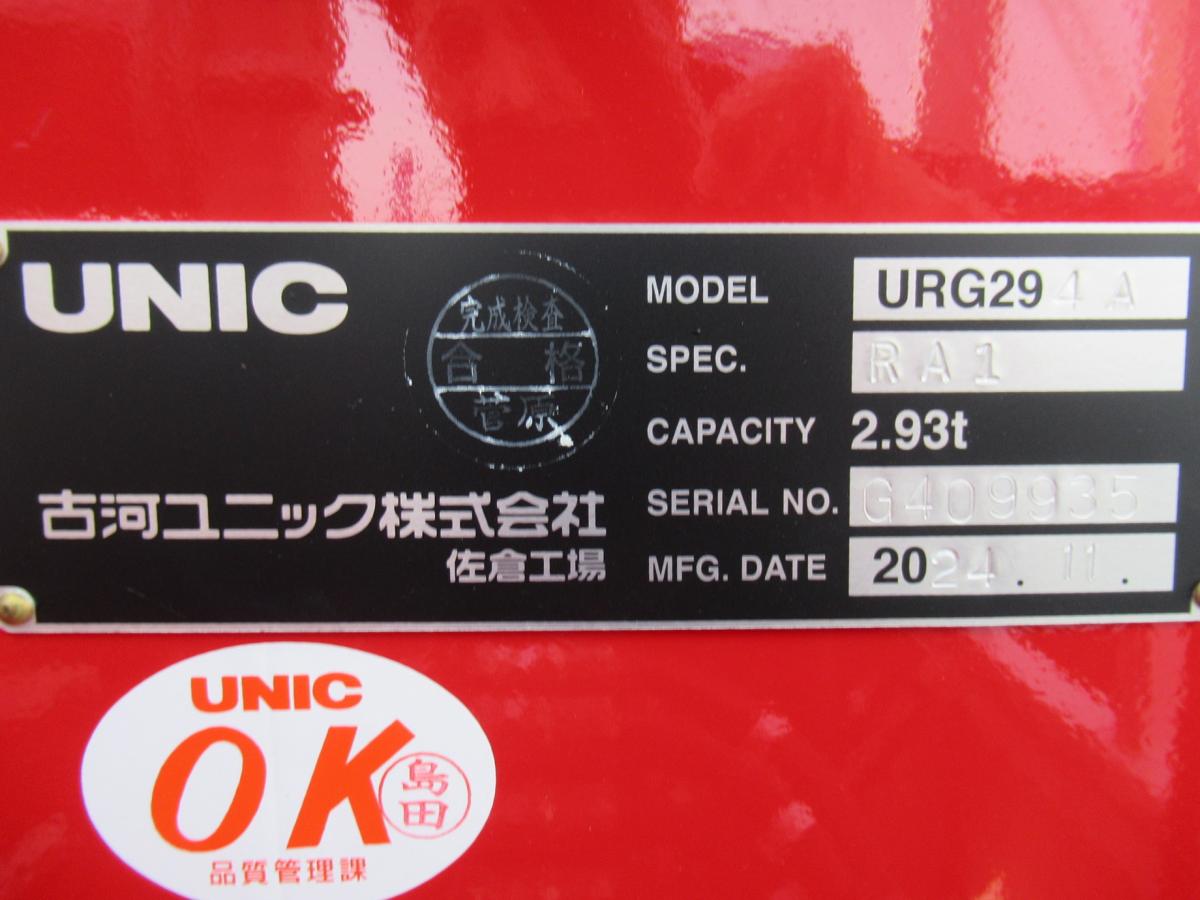 UNIC
完成検査
合格
菅原
古河ユニック株式会社
佐倉工場
MODEL URG294A
SPEC. RA1
CAPACITY 2.93t
SERIAL NO. G409935
MFG. DATE 2024. 11.
UNIC
OK
島田
品質管理課